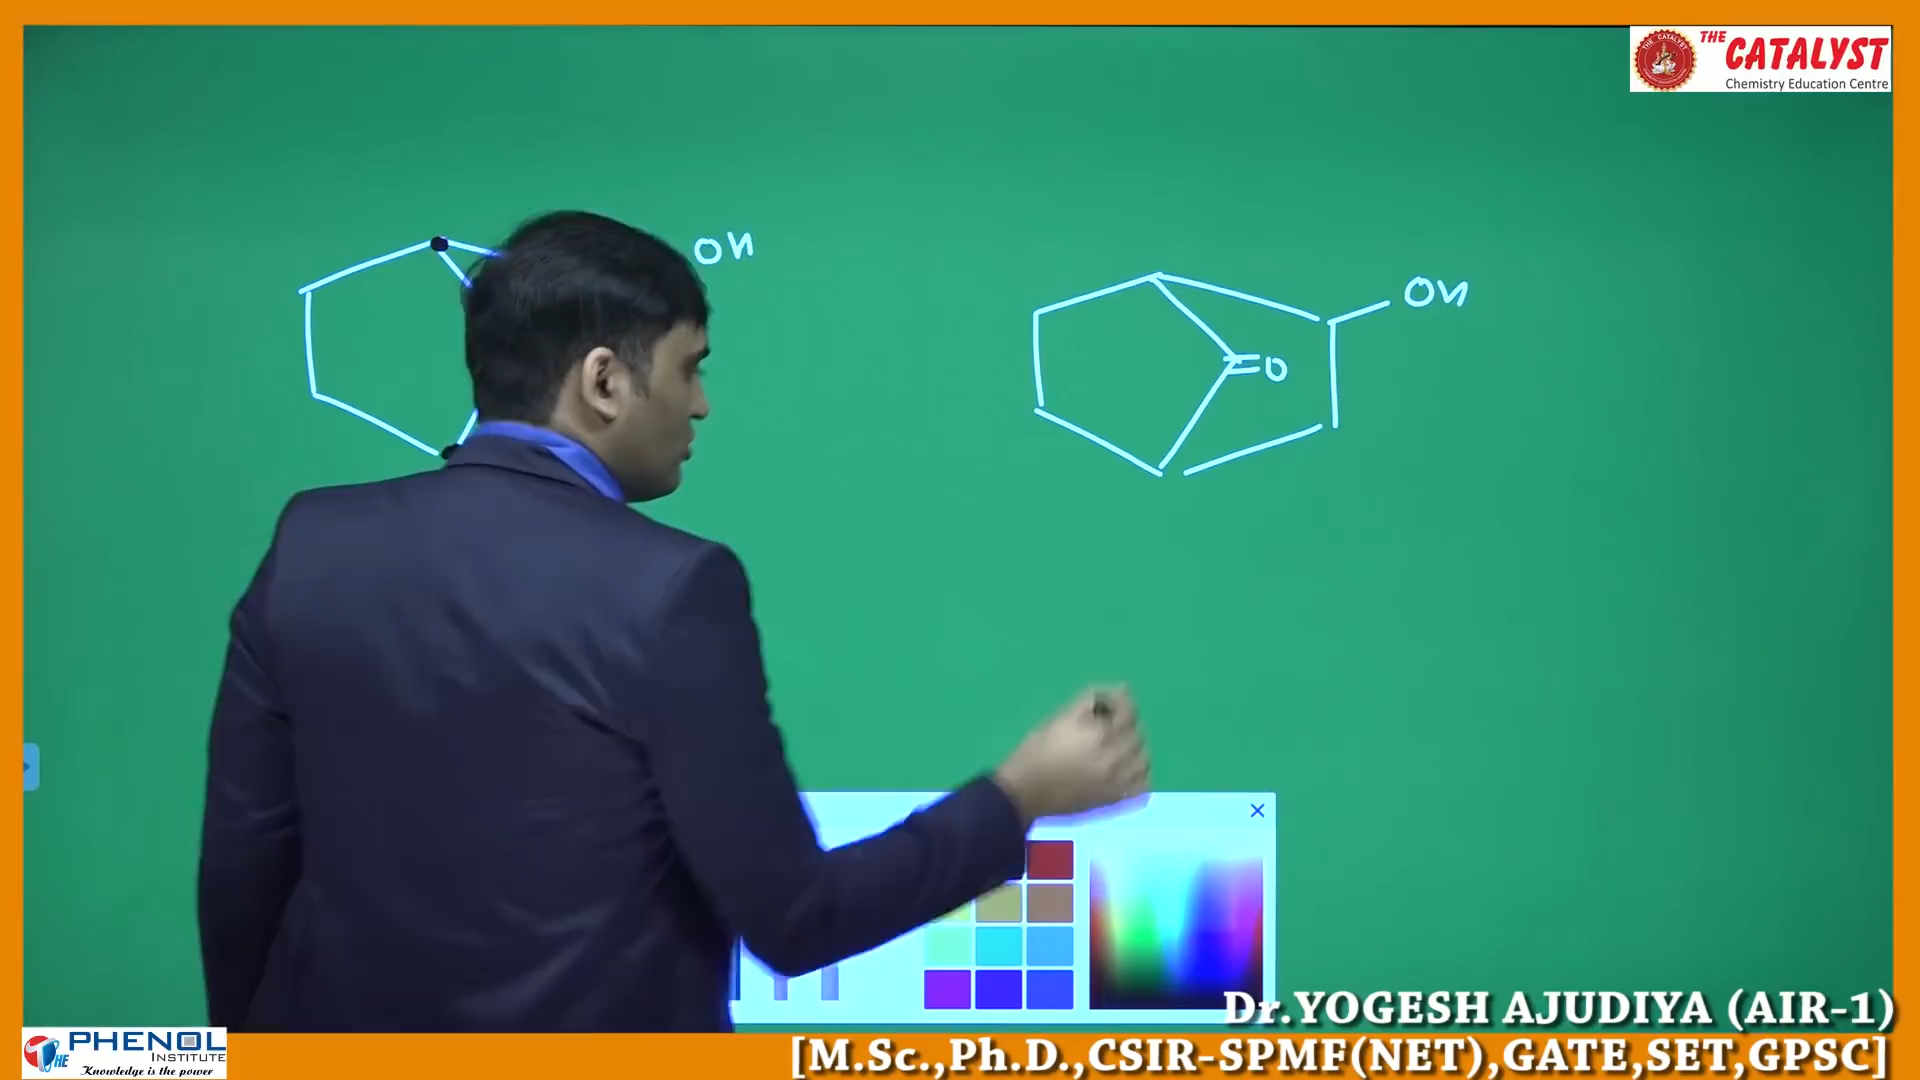 THE CATALYST
Chemistry Education Centre
OH
OH
=O
Dr.YOGESH AJUDIYA (AIR-1)
[M.Sc.,Ph.D.,CSIR-SPMF(NET),GATE,SET,GPSC]
THE PHENOL
INSTITUTE
Knowledge is the power